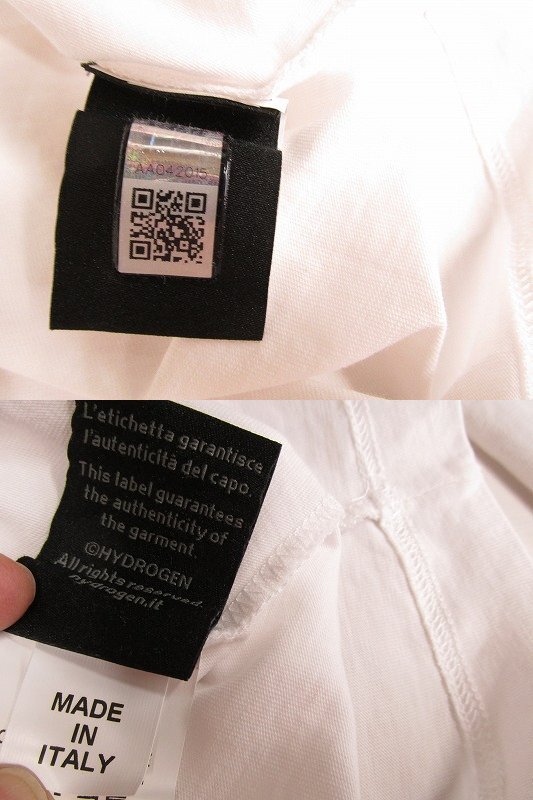 AA042015
L'etichetta garantisce
l'autenticità del capo.
This label guarantees
the authenticity of
the garment.
©HYDROGEN
All rights reserved.
hydrogen.it
MADE
IN
ITALY